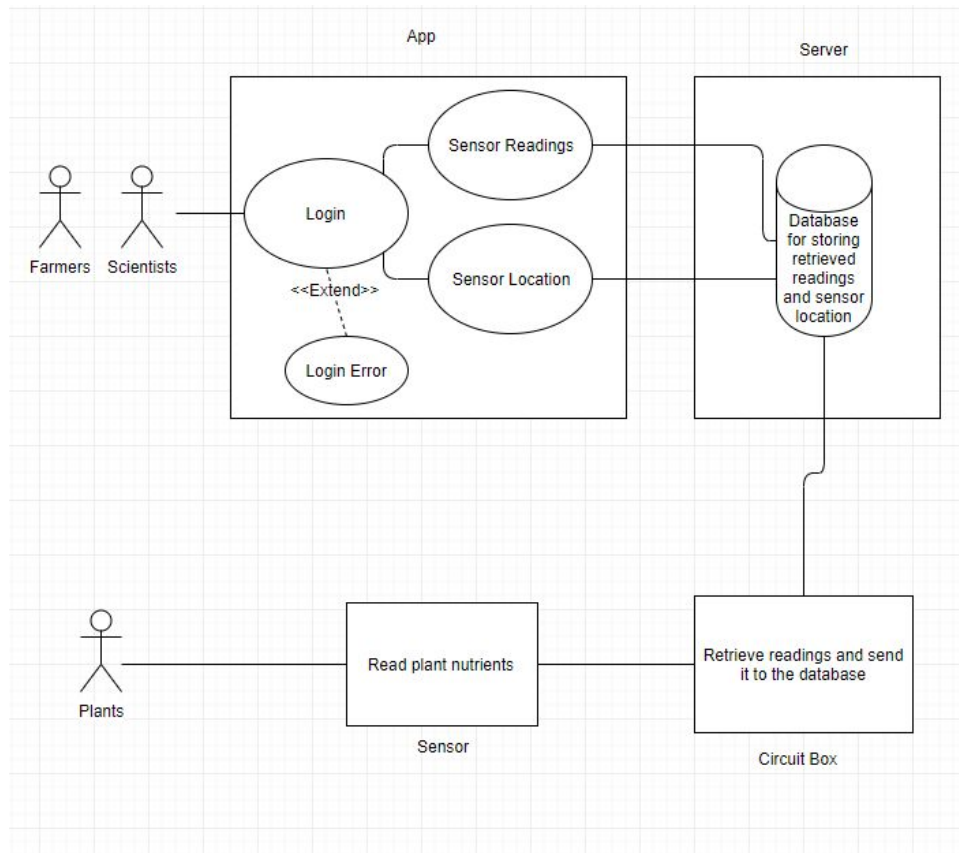 App
Server
Sensor Readings
Login
Farmers
Scientists
<<Extend>>
Sensor Location
Login Error
Database
for storing
retrieved
readings
and sensor
location
Read plant nutrients
Retrieve readings and send
it to the database
Plants
Sensor
Circuit Box